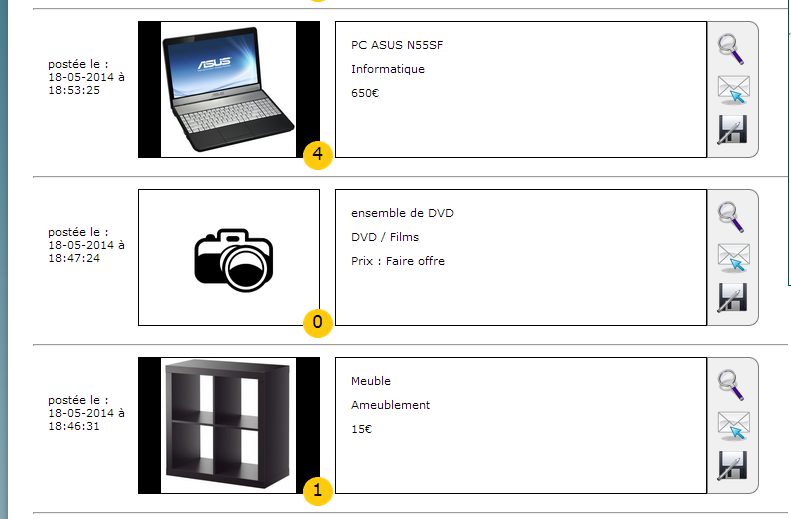 postée le :
18-05-2014 à
18:53:25
ASUS
4
PC ASUS N55SF
Informatique
650€
postée le :
18-05-2014 à
18:47:24
0
ensemble de DVD
DVD / Films
Prix : Faire offre
postée le :
18-05-2014 à
18:46:31
1
Meuble
Ameublement
15€